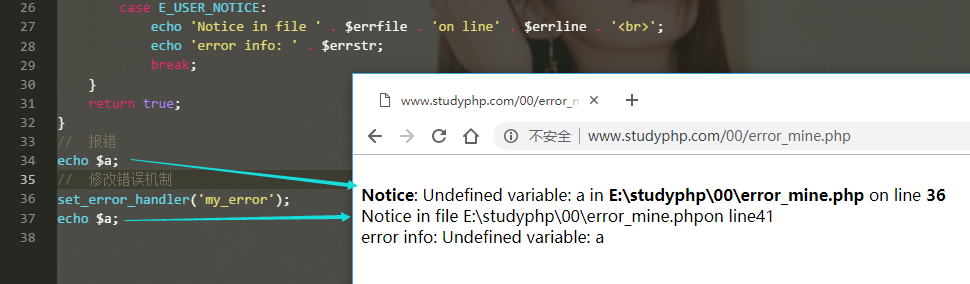 26 case E_USER_NOTICE:
27 echo 'Notice in file ' . $errfile . 'on line' . $errline . '<br>';
28 echo 'error info: ' . $errstr;
29 break;
30 }
31 return true;
32 }
33 // 报错
34 echo $a;
35 // 修改错误机制
36 set_error_handler('my_error');
37 echo $a;
38
www.studyphp.com/00/error_m
不安全 | www.studyphp.com/00/error_mine.php
Notice: Undefined variable: a in E:\studyphp\00\error_mine.php on line 36
Notice in file E:\studyphp\00\error_mine.phpon line41
error info: Undefined variable: a